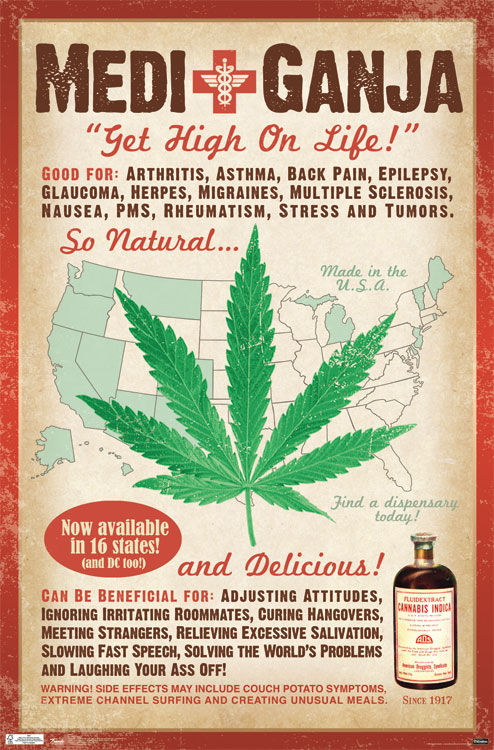 MEDI GANJA
"Get High On Life!"
GOOD FOR: ARTHRITIS, ASTHMA, BACK PAIN, EPILEPSY,
GLAUCOMA, HERPES, MIGRAINES, MULTIPLE SCLEROSIS,
NAUSEA, PMS, RHEUMATISM, STRESS AND TUMORS.
So Natural...
Made in the
U.S.A.
Find a dispensary
today!
Now available
in 16 states!
(and DC too!)
and Delicious!
CAN BE BENEFICIAL FOR: ADJUSTING ATTITUDES,
IGNORING IRRITATING ROOMMATES, CURING HANGOVERS,
MEETING STRANGERS, RELIEVING EXCESSIVE SALIVATION,
SLOWING FAST SPEECH, SOLVING THE WORLD'S PROBLEMS
AND LAUGHING YOUR ASS OFF!
FLUIDEXTRACT
CANNABIS INDICA
ADS
American Druggists Syndicate
WARNING! SIDE EFFECTS MAY INCLUDE COUCH POTATO SYMPTOMS,
EXTREME CHANNEL SURFING AND CREATING UNUSUAL MEALS.
SINCE 1917